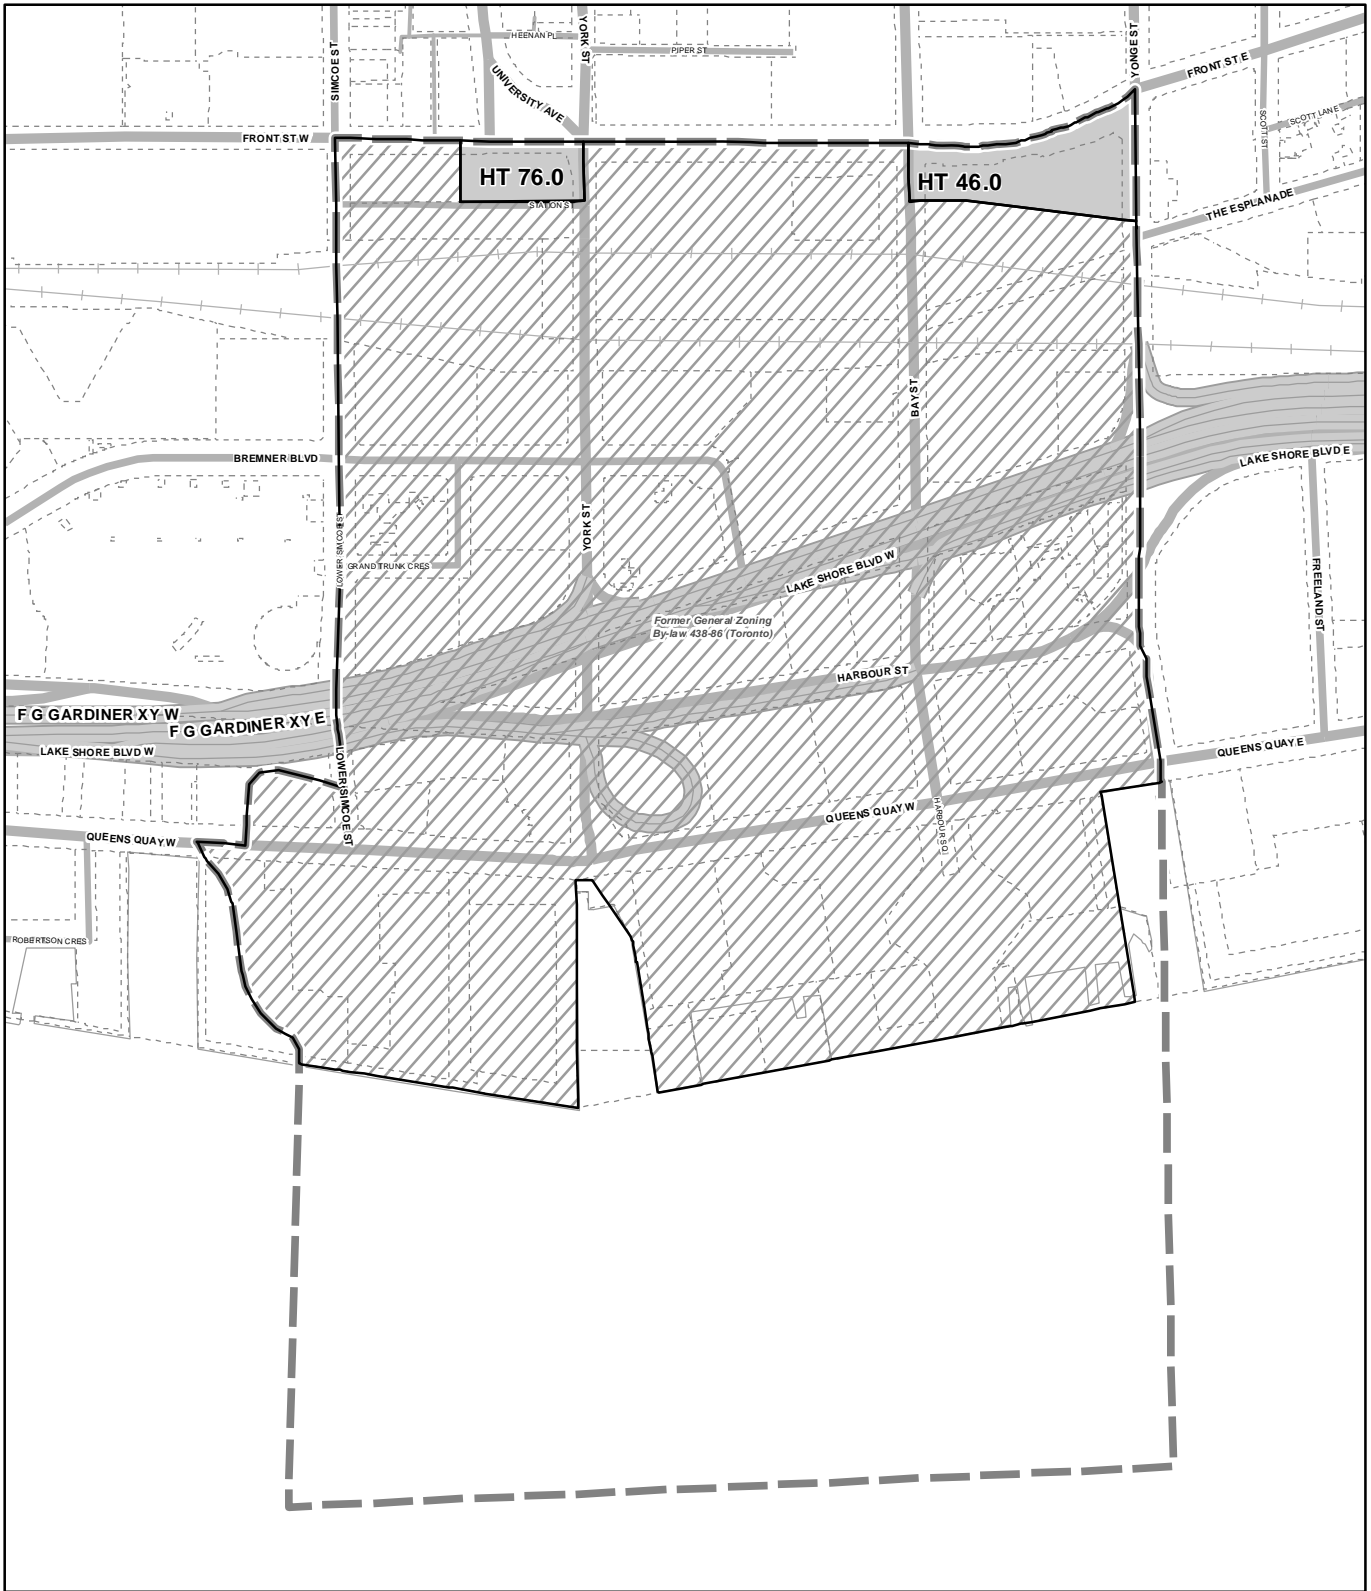 HEENAN PL
YORK ST
PIPER ST
YONGE ST
SIMCOE ST
UNIVERSITY AVE
FRONT ST E
SCOTT ST
SCOTT LANE
FRONT ST W
HT 76.0
HT 46.0
THE ESPLANADE
BAY ST
BREMNER BLVD
LAKE SHORE BLVD E
YORK ST
LOWER SIMCOE ST
GRAND TRUNK CRES
LAKE SHORE BLVD W
FREELAND ST
Former General Zoning
By-law 438-86 (Toronto)
HARBOUR ST
F G GARDINER XY W
F G GARDINER XY E
LAKE SHORE BLVD W
LOWER SIMCOE ST
QUEENS QUAY E
QUEENS QUAY W
QUEENS QUAY W
HARBOUR SQ
ROBERTSON CRES